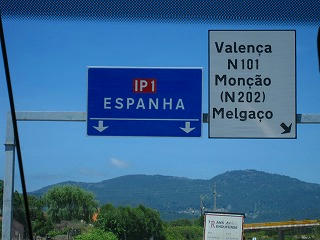 IP1
ESPANHA
Valença
N101
Monção
(N202)
Melgaço